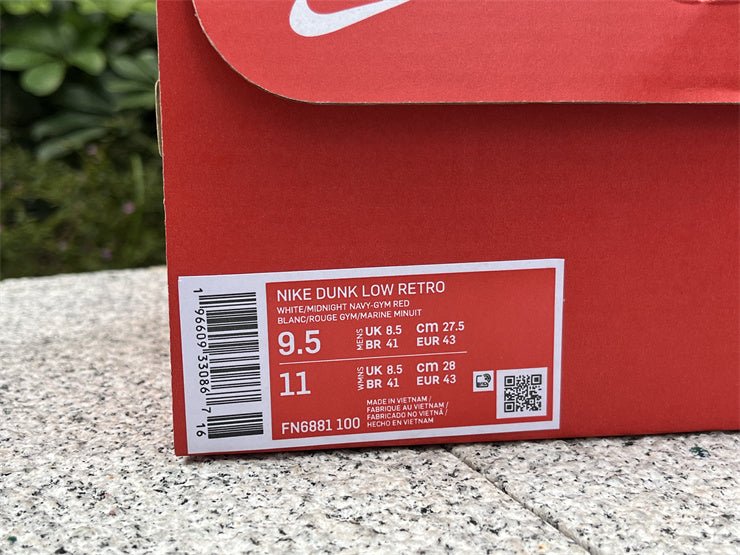 NIKE DUNK LOW RETRO
WHITE/MIDNIGHT NAVY-GYM RED
BLANC/ROUGE GYM/MARINE MINUIT
9.5 MENS UK 8.5 cm 27.5
BR 41 EUR 43
11 WMNS UK 8.5 cm 28
BR 41 EUR 43
MADE IN VIETNAM /
FABRIQUE AU VIETNAM /
FABRICADO NO VIETNÃ /
HECHO EN VIETNAM
FN6881 100
1 96609 33086 7 16